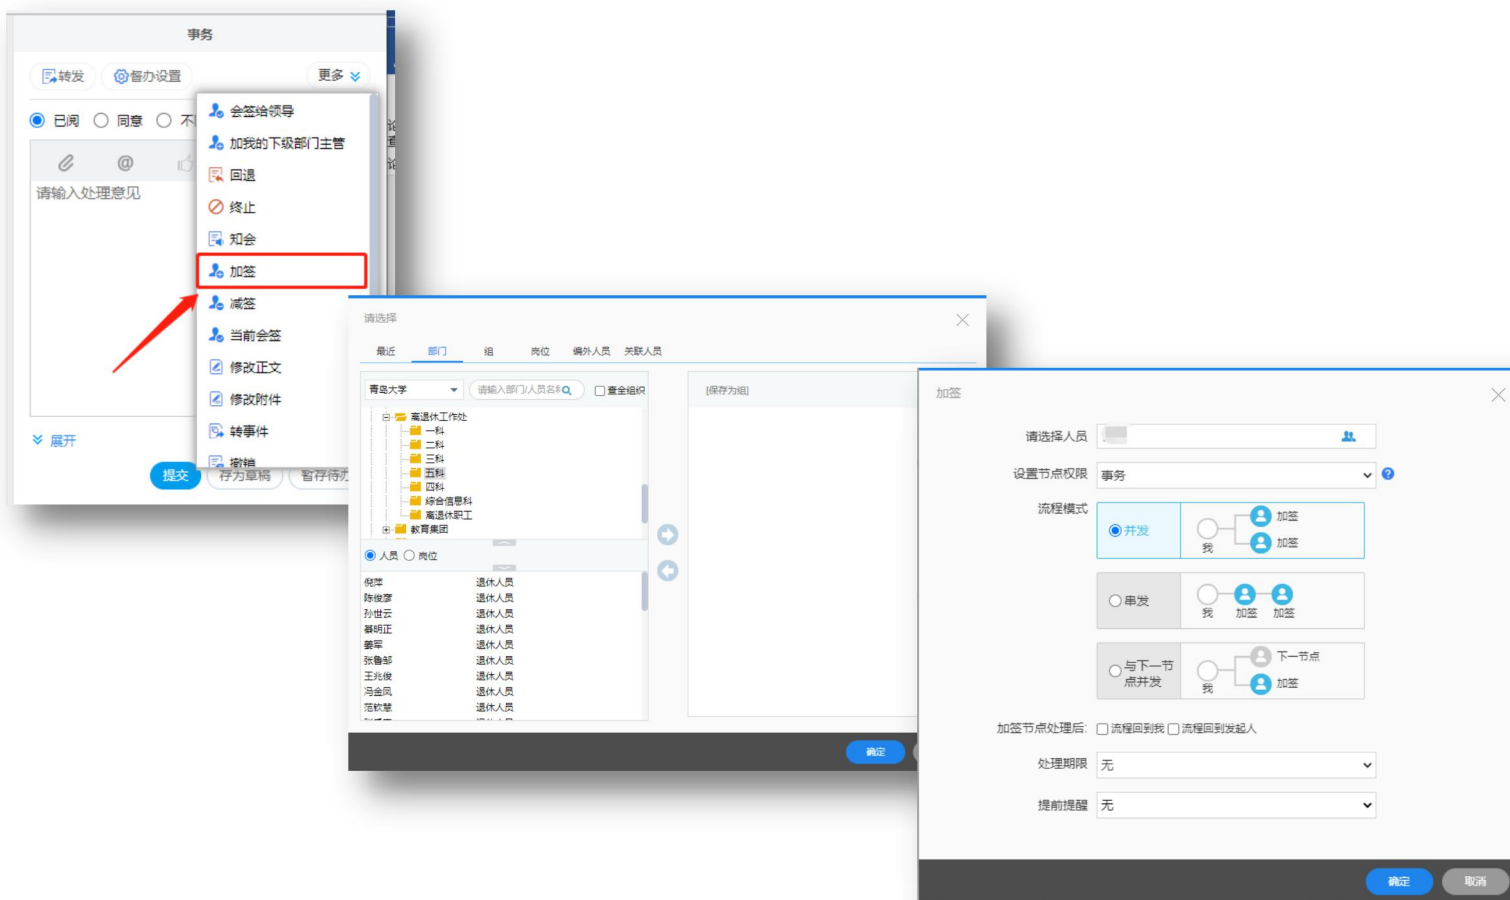 事务
转发 督办设置 更多
已阅 同意 不
@
请输入处理意见
会签给领导
加我的下级部门主管
回退
终止
知会
加签
减签
当前会签
修改正文
修改附件
转事件
撤销
展开
提交 存为草稿 暂存待办
请选择
最近 部门 组 岗位 编外人员 关联人员
青岛大学 请输入部门/人员名称 查全组织
离退休工作处
一科
二科
三科
五科
四科
综合信息科
离退休职工
教育集团
人员 岗位
倪萍 退休人员
陈俊彦 退休人员
孙世云 退休人员
綦明正 退休人员
姜军 退休人员
张鲁邹 退休人员
王兆俊 退休人员
冯金凤 退休人员
范钦慧 退休人员
[保存为组]
确定
加签
请选择人员
设置节点权限 事务
流程模式
并发 我 加签 加签
串发 我 加签 加签
与下一节点并发 我 下一节点 加签
加签节点处理后: 流程回到我 流程回到发起人
处理期限 无
提前提醒 无
确定 取消